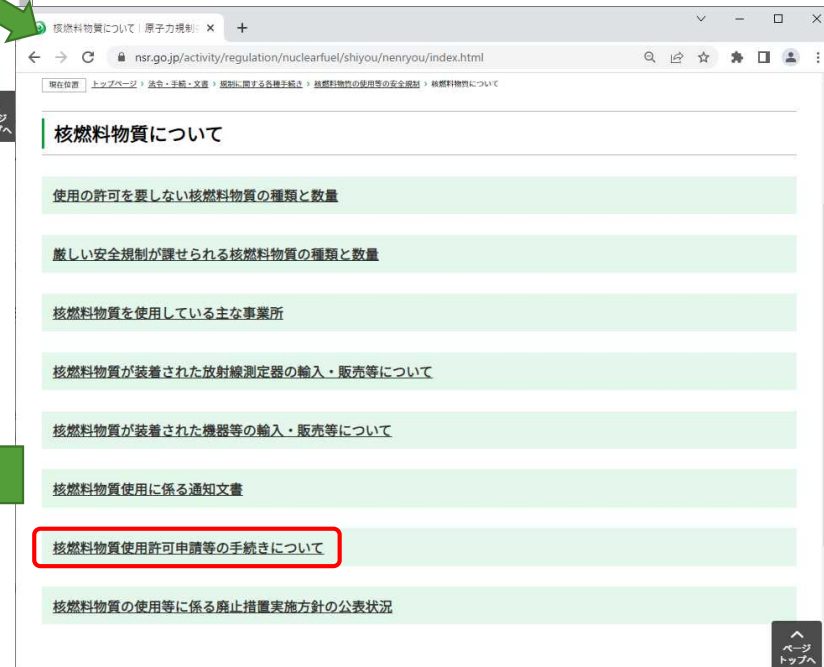 核燃料物質について｜原子力規制
nsr.go.jp/activity/regulation/nuclearfuel/shiyou/nenryou/index.html
現在位置 トップページ › 法令・手続・文書 › 規制に関する各種手続き › 核燃料物質の使用等の安全規制 › 核燃料物質について
核燃料物質について
使用の許可を要しない核燃料物質の種類と数量
厳しい安全規制が課せられる核燃料物質の種類と数量
核燃料物質を使用している主な事業所
核燃料物質が装着された放射線測定器の輸入・販売等について
核燃料物質が装着された機器等の輸入・販売等について
核燃料物質使用に係る通知文書
核燃料物質使用許可申請等の手続きについて
核燃料物質の使用等に係る廃止措置実施方針の公表状況
ページ
トップへ